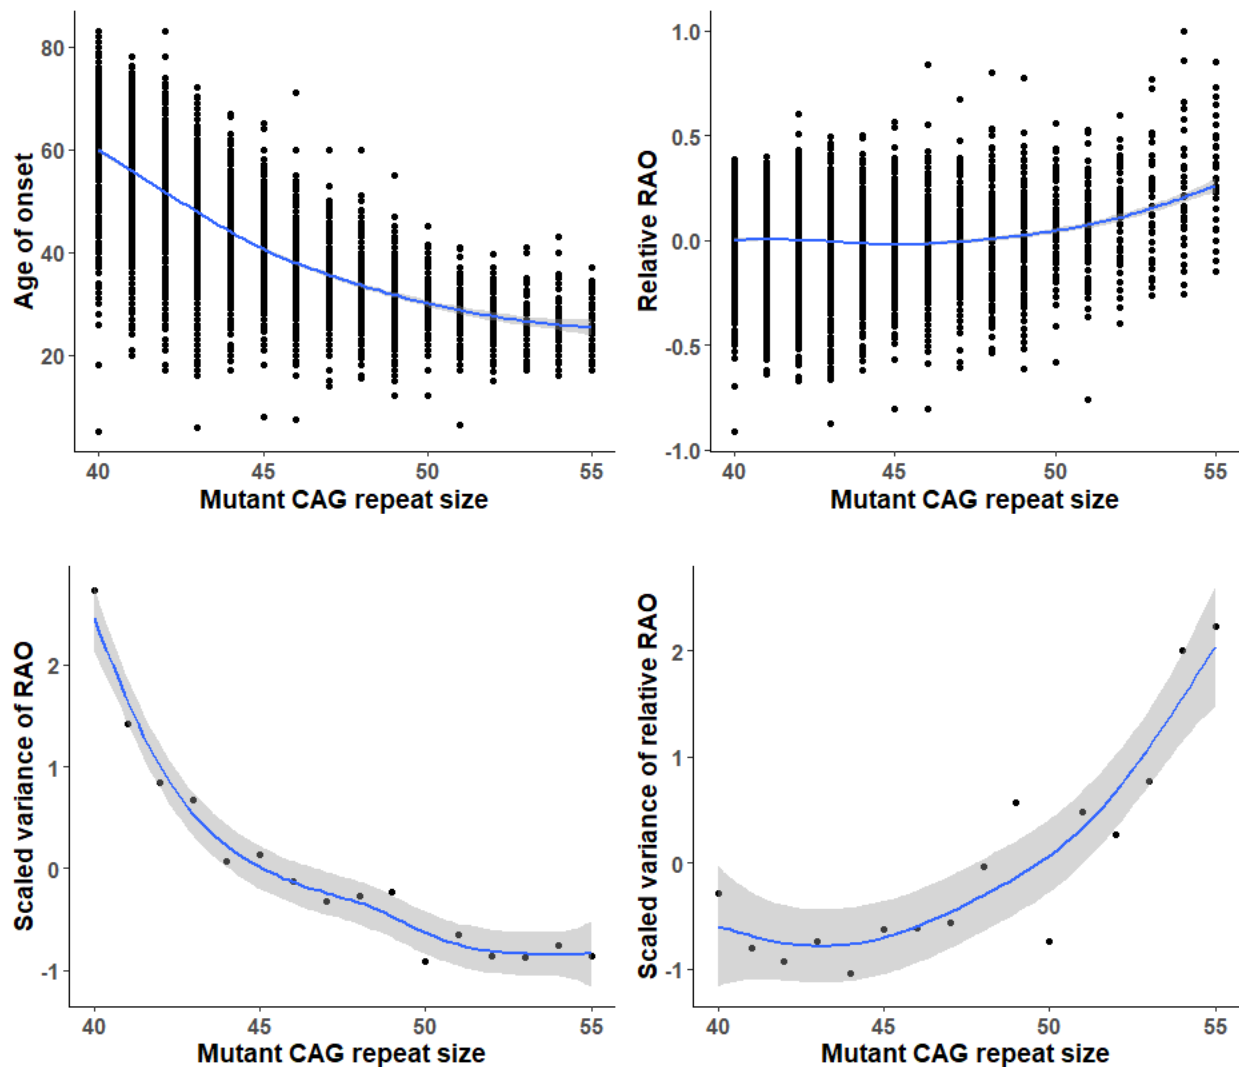 Age of onset
80
60
40
20
40 45 50 55
Mutant CAG repeat size
Relative RAO
1.0
0.5
0.0
-0.5
-1.0
40 45 50 55
Mutant CAG repeat size
Scaled variance of RAO
2
1
0
-1
40 45 50 55
Mutant CAG repeat size
Scaled variance of relative RAO
2
1
0
-1
40 45 50 55
Mutant CAG repeat size